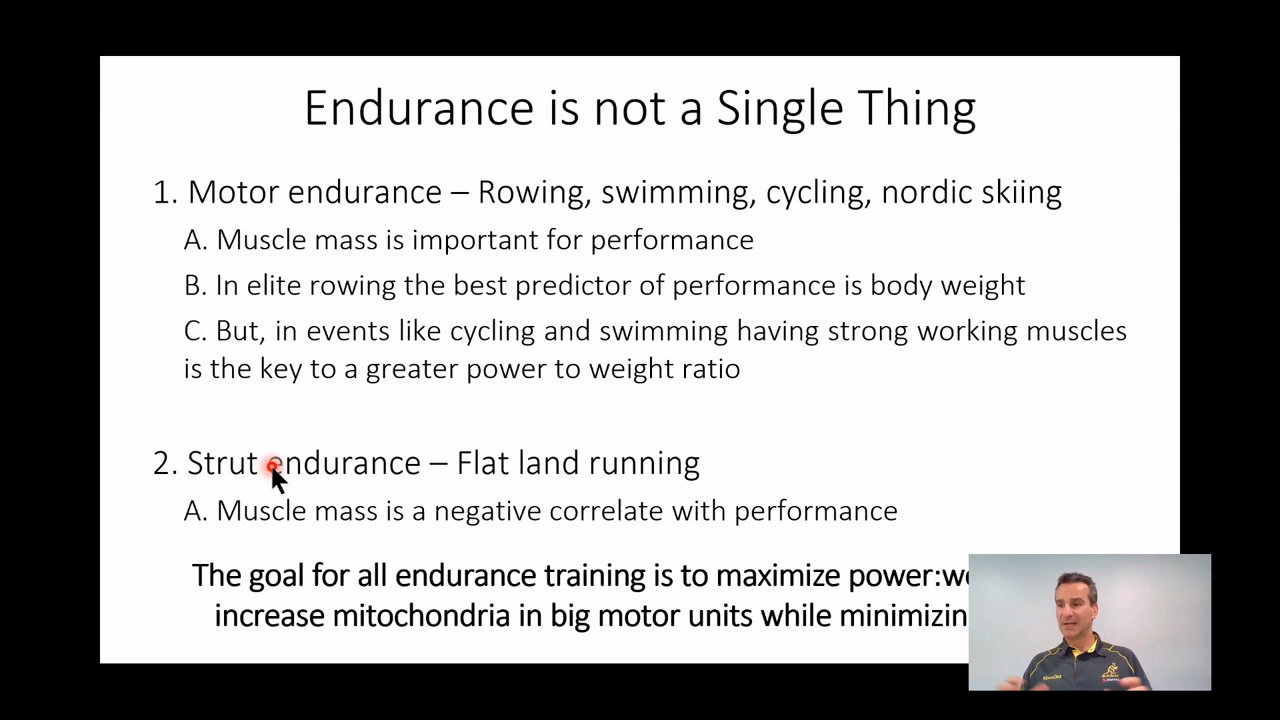 Endurance is not a Single Thing
1. Motor endurance – Rowing, swimming, cycling, nordic skiing
A. Muscle mass is important for performance
B. In elite rowing the best predictor of performance is body weight
C. But, in events like cycling and swimming having strong working muscles
is the key to a greater power to weight ratio
2. Strut endurance – Flat land running
A. Muscle mass is a negative correlate with performance
The goal for all endurance training is to maximize power:we
increase mitochondria in big motor units while minimizin